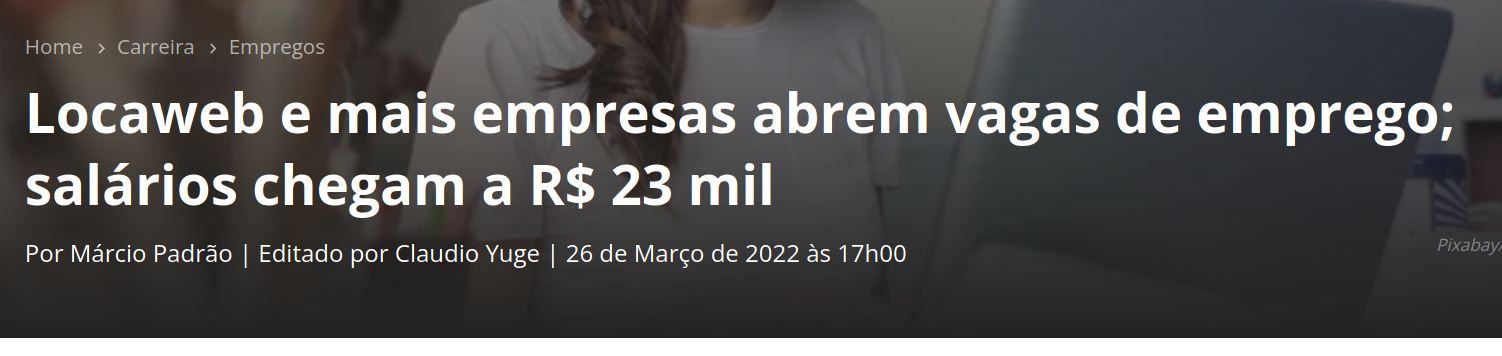 Home > Carreira > Empregos
Locaweb e mais empresas abrem vagas de emprego;
salários chegam a R$ 23 mil
Por Márcio Padrão | Editado por Claudio Yuge | 26 de Março de 2022 às 17h00
Pixabay/